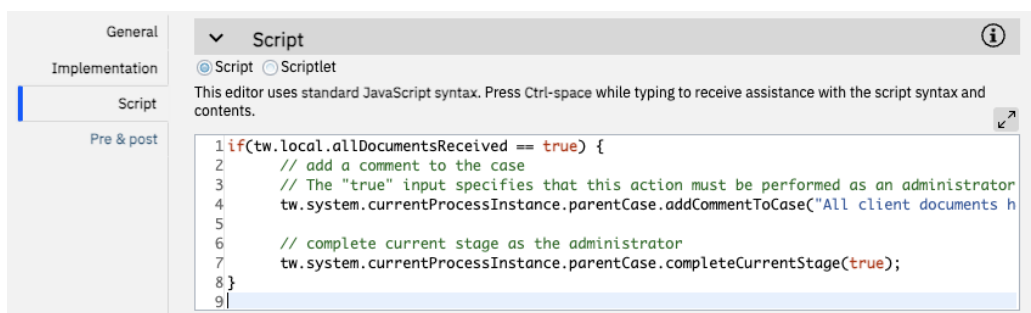 General
Implementation
Script
Pre & post
Script
Script Scriptlet
This editor uses standard JavaScript syntax. Press Ctrl-space while typing to receive assistance with the script syntax and
contents.
1 if(tw.local.allDocumentsReceived == true) {
2 // add a comment to the case
3 // The "true" input specifies that this action must be performed as an administrator
4 tw.system.currentProcessInstance.parentCase.addCommentToCase("All client documents h
5
6 // complete current stage as the administrator
7 tw.system.currentProcessInstance.parentCase.completeCurrentStage(true);
8 }
9